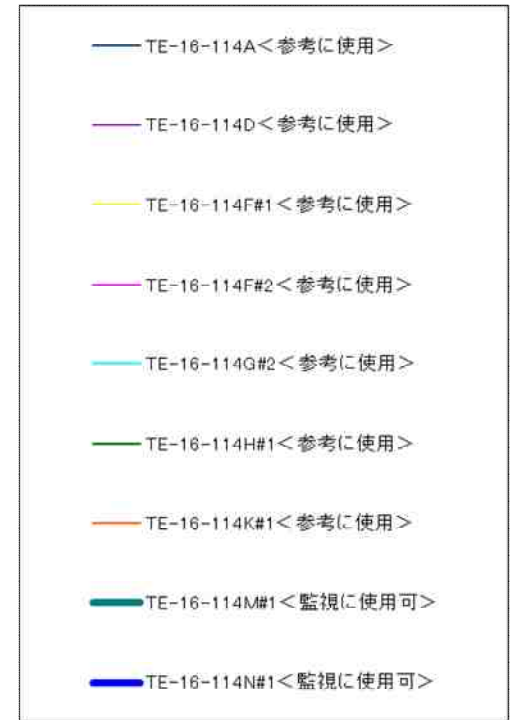 TE-16-114A＜参考に使用＞
TE-16-114D＜参考に使用＞
TE-16-114F#1＜参考に使用＞
TE-16-114F#2＜参考に使用＞
TE-16-114G#2＜参考に使用＞
TE-16-114H#1＜参考に使用＞
TE-16-114K#1＜参考に使用＞
TE-16-114M#1＜監視に使用可＞
TE-16-114N#1＜監視に使用可＞